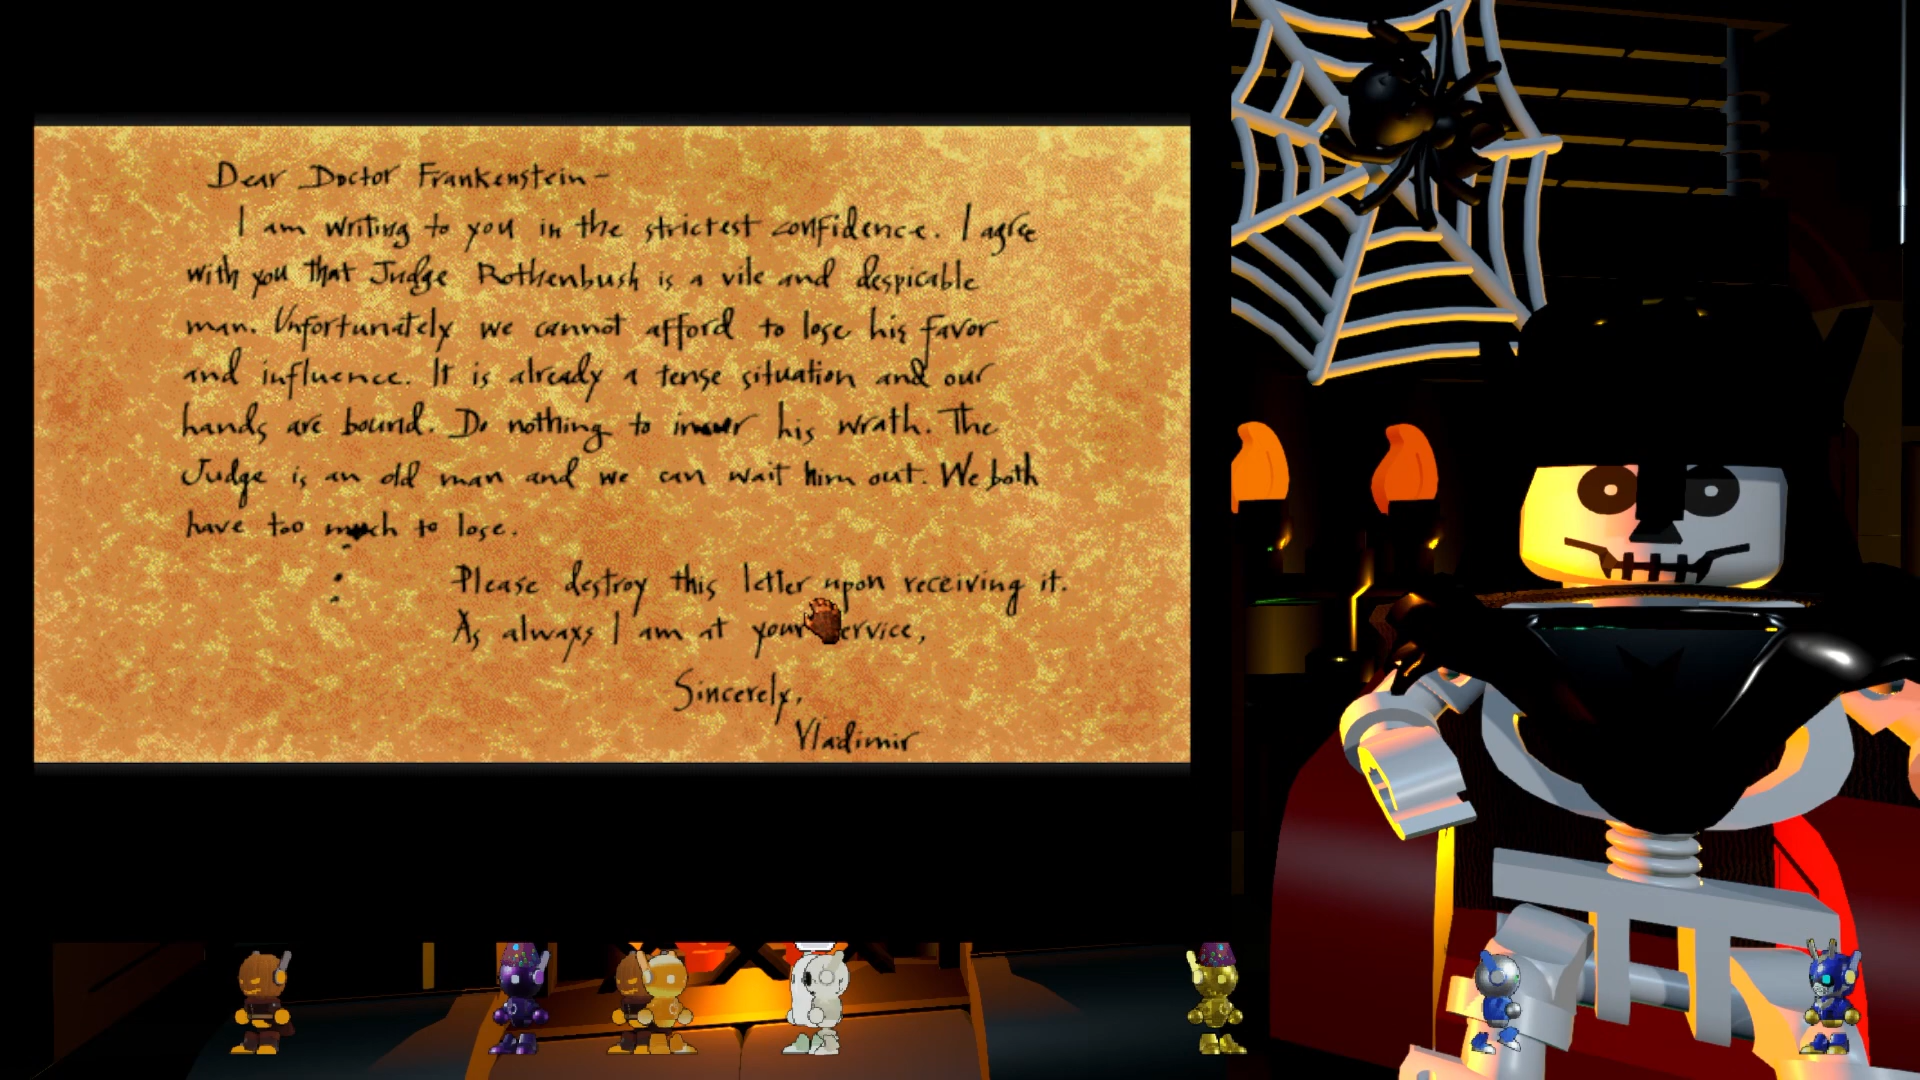 Dear Doctor Frankenstein-
I am writing to you in the strictest confidence. I agree
with you that Judge Rothenbush is a vile and despicable
man. Unfortunately we cannot afford to lose his favor
and influence. It is already a tense situation and our
hands are bound. Do nothing to incur his wrath. The
Judge is an old man and we can wait him out. We both
have too much to lose.
Please destroy this letter upon receiving it.
As always I am at your service,
Sincerely,
Vladimir